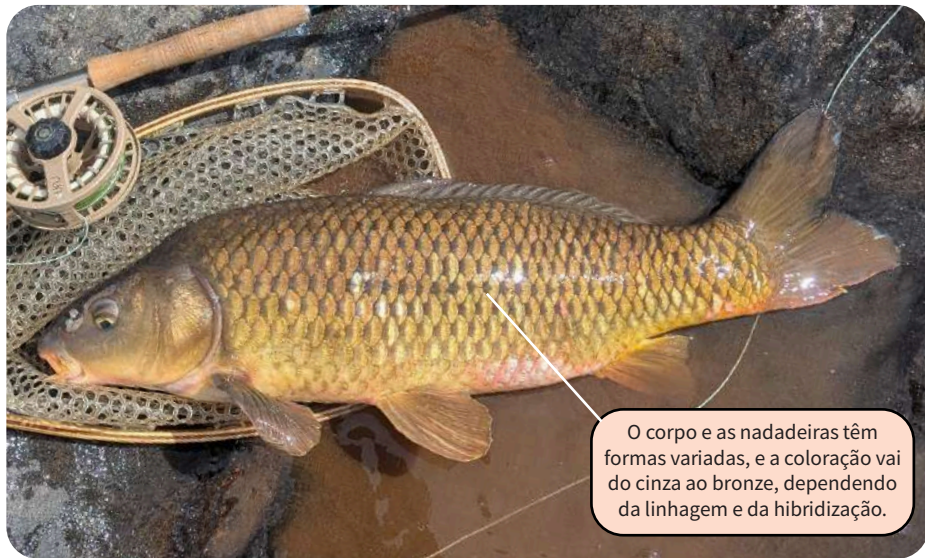 O corpo e as nadadeiras têm
formas variadas, e a coloração vai
do cinza ao bronze, dependendo
da linhagem e da hibridização.